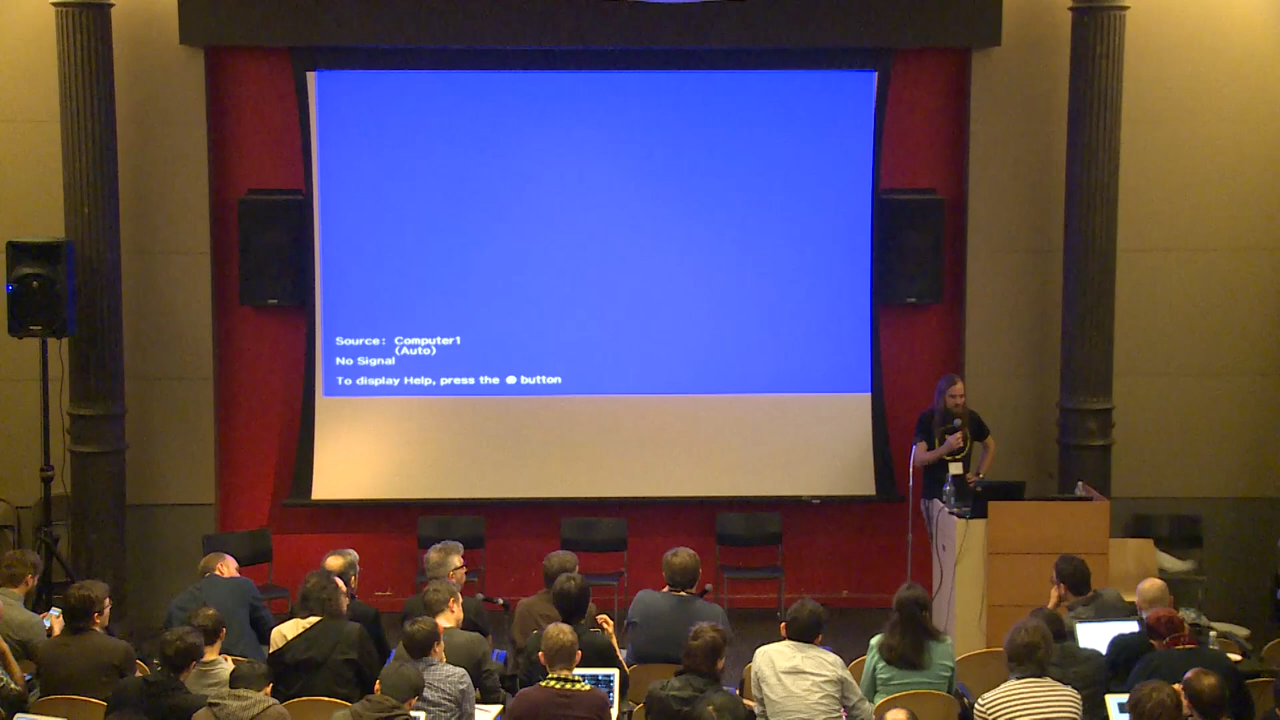 Source: Computer1
(Auto)
No Signal
To display Help, press the button